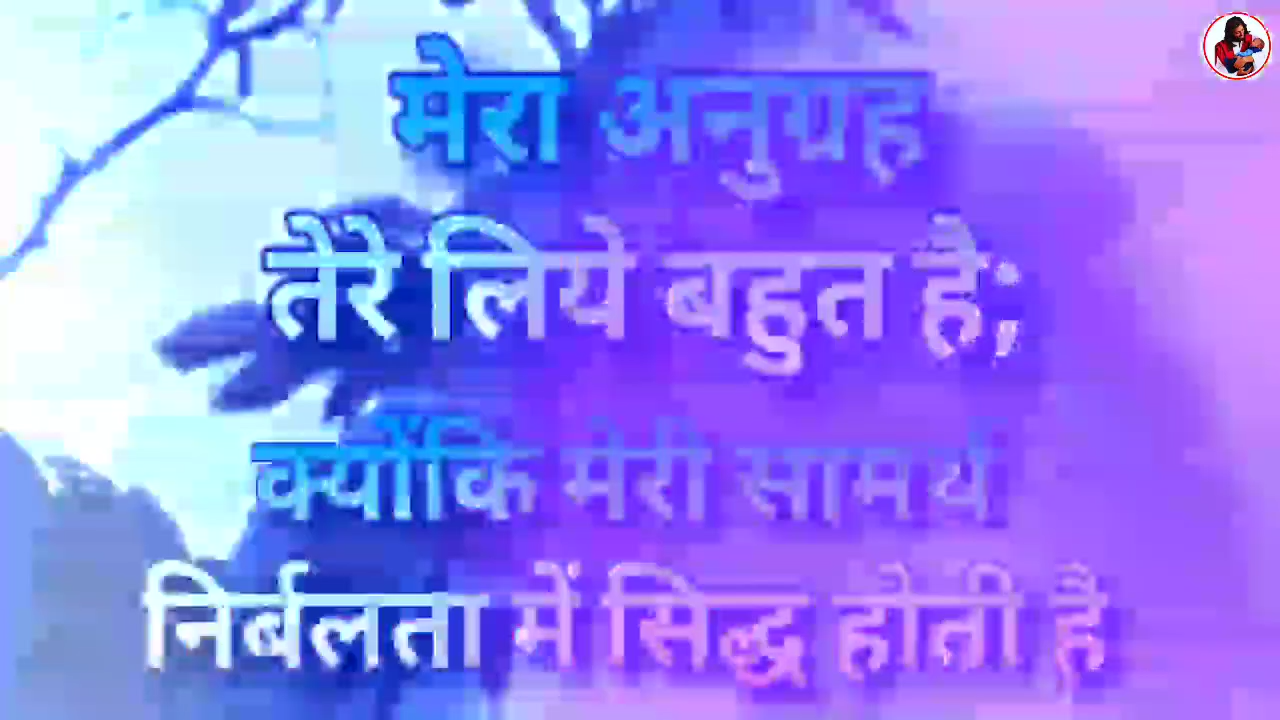 मेरा अनुग्रह
तेरे लिये बहुत है;
क्योंकि मेरी सामर्थ
निर्बलता में सिद्ध होती है